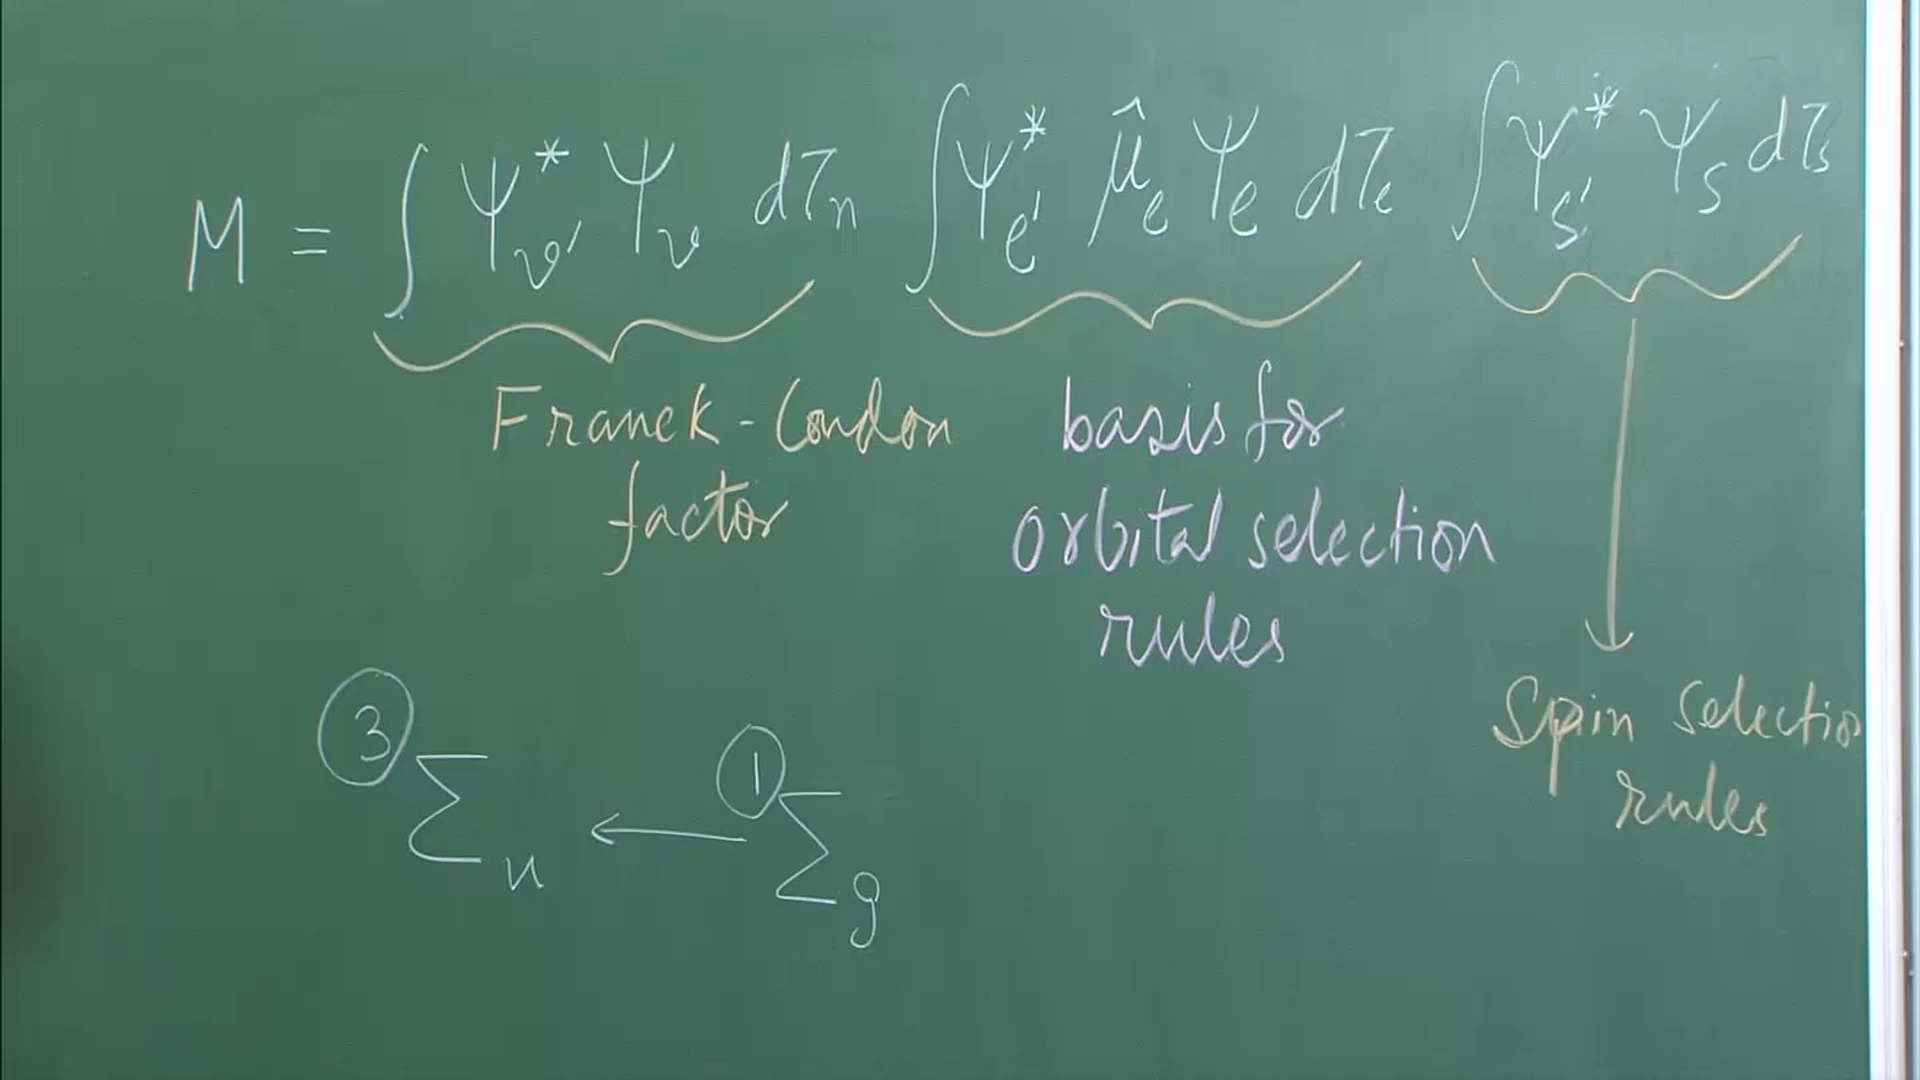 M = ∫ ψ*ᵥ′ ψᵥ dτₙ ∫ ψ*ₑ′ μ̂ₑ ψₑ dτₑ ∫ ψ*ₛ′ ψₛ dτₛ
Franck-Condon
factor
basis for
orbital selection
rules
Spin selectio
rules
③Σᵤ ← ①Σg